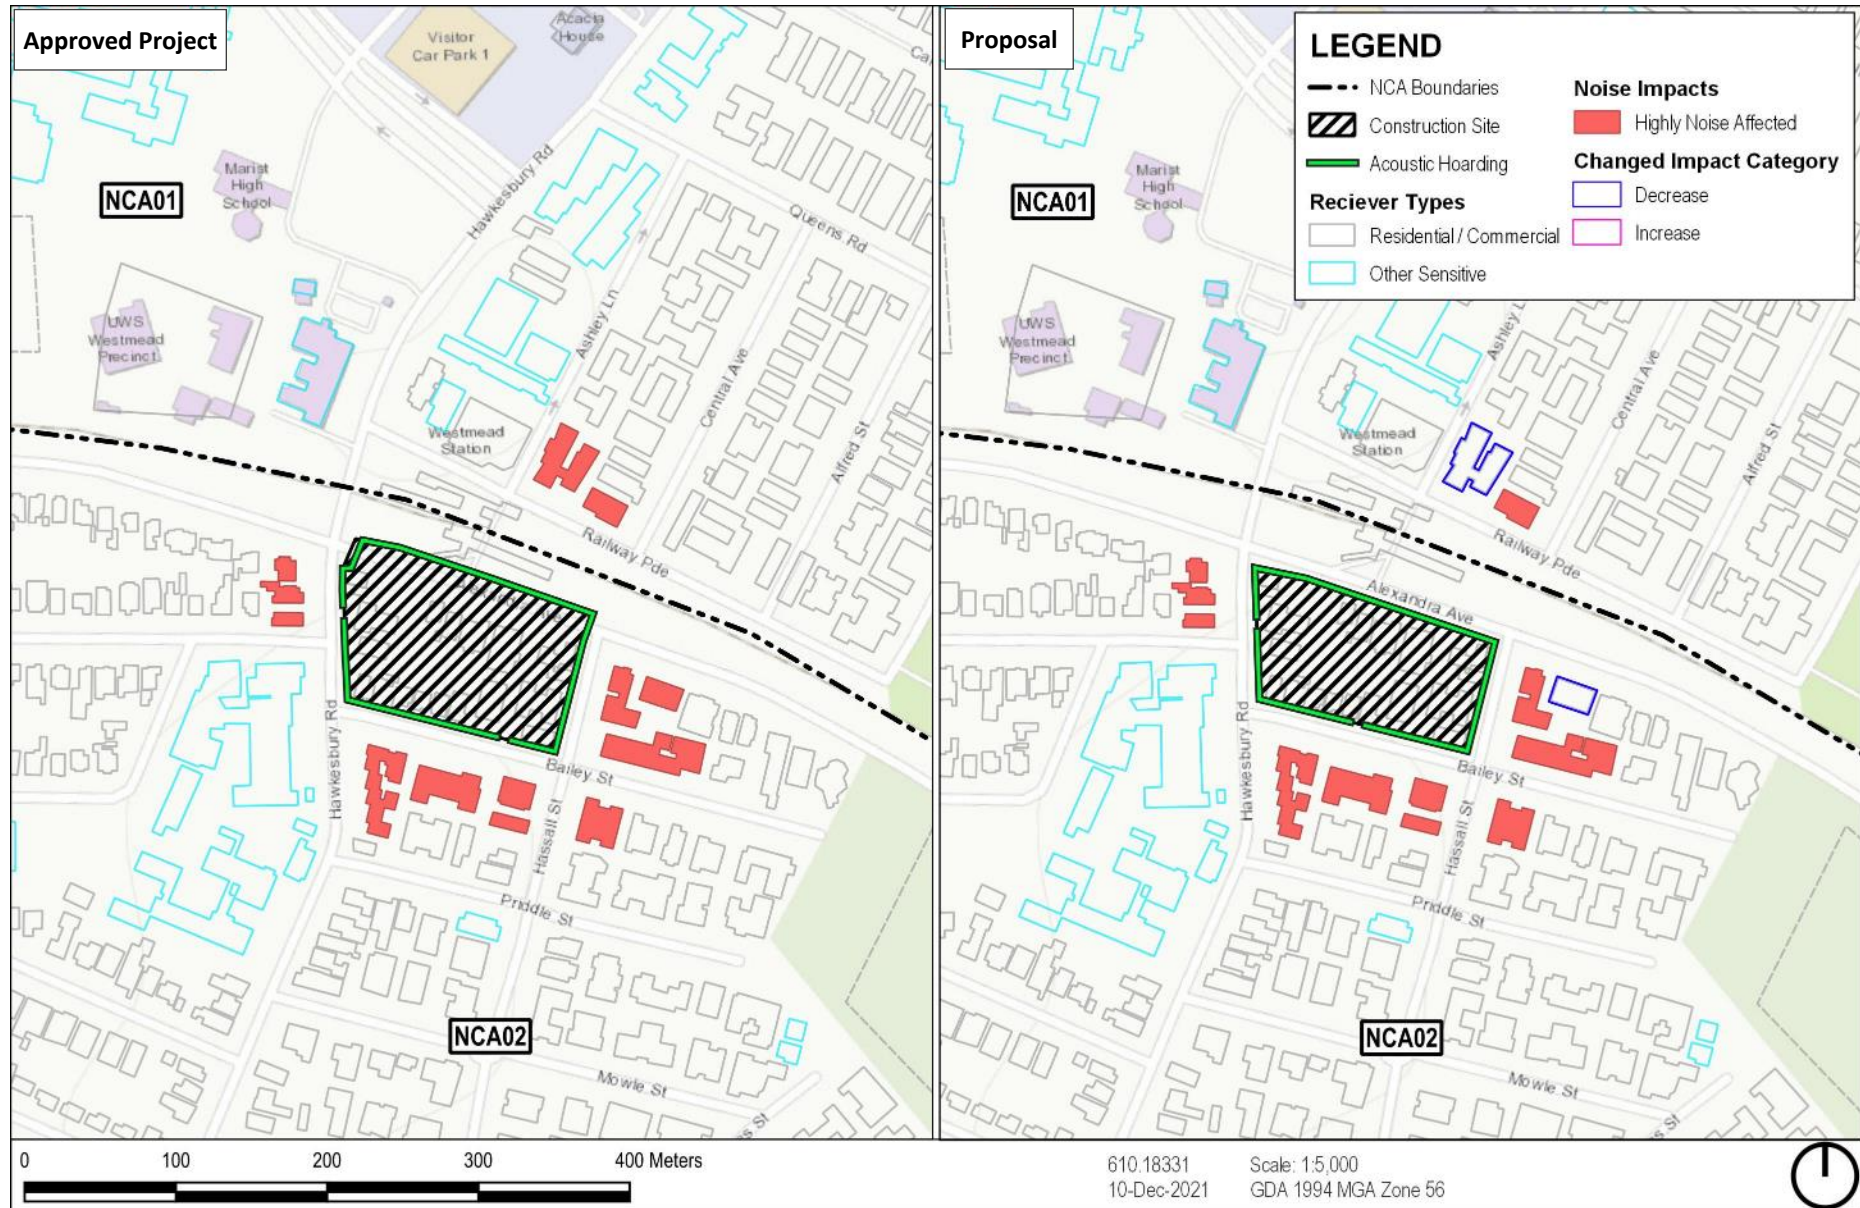 Approved Project
Visitor
Car Park 1
Acacia
House
Hawkesbury Rd
Marist
High
School
NCA01
Queens Rd
UWS
Westmead
Precinct
Ashley Ln
Central Ave
Alfred St
Westmead
Station
Railway Pde
Hawkesbury Rd
Bailey St
Hassall St
Priddle St
NCA02
Mowle St
Proposal
LEGEND
NCA Boundaries
Construction Site
Acoustic Hoarding
Reciever Types
Residential / Commercial
Other Sensitive
Noise Impacts
Highly Noise Affected
Changed Impact Category
Decrease
Increase
Marist
High
School
NCA01
UWS
Westmead
Precinct
Central Ave
Alfred St
Westmead
Station
Railway Pde
Alexandra Ave
Hawkesbury Rd
Bailey St
Hassall St
Priddle St
NCA02
Mowle St
0 100 200 300 400 Meters
610.18331 Scale: 1:5,000
10-Dec-2021 GDA 1994 MGA Zone 56